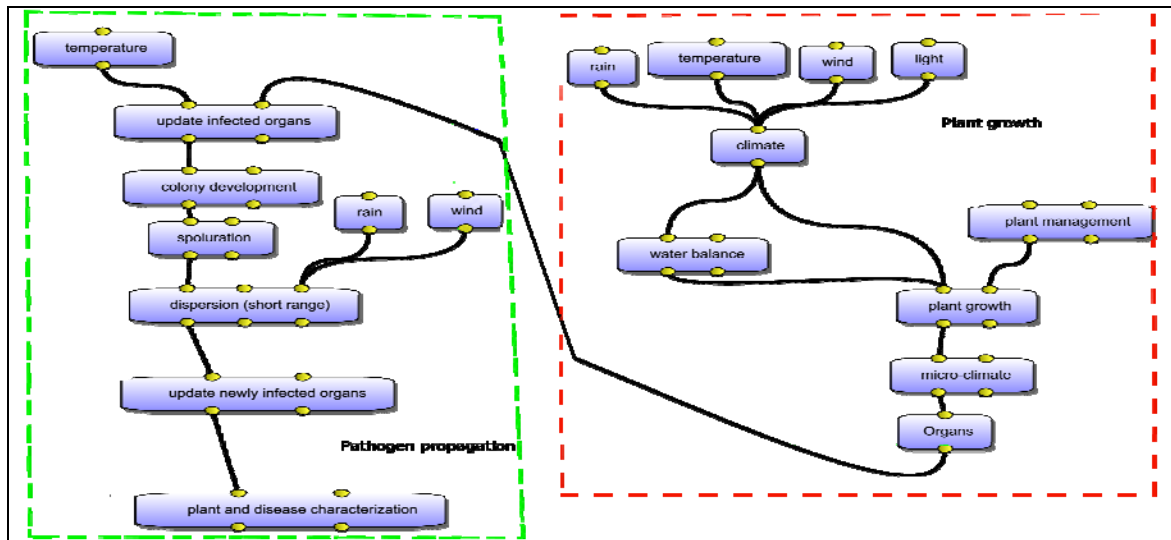 temperature
update infected organs
colony development
rain
wind
spoluration
dispersion (short range)
update newly infected organs
Pathogen propagation
plant and disease characterization
rain
temperature
wind
light
Plant growth
climate
plant management
water balance
plant growth
micro-climate
Organs